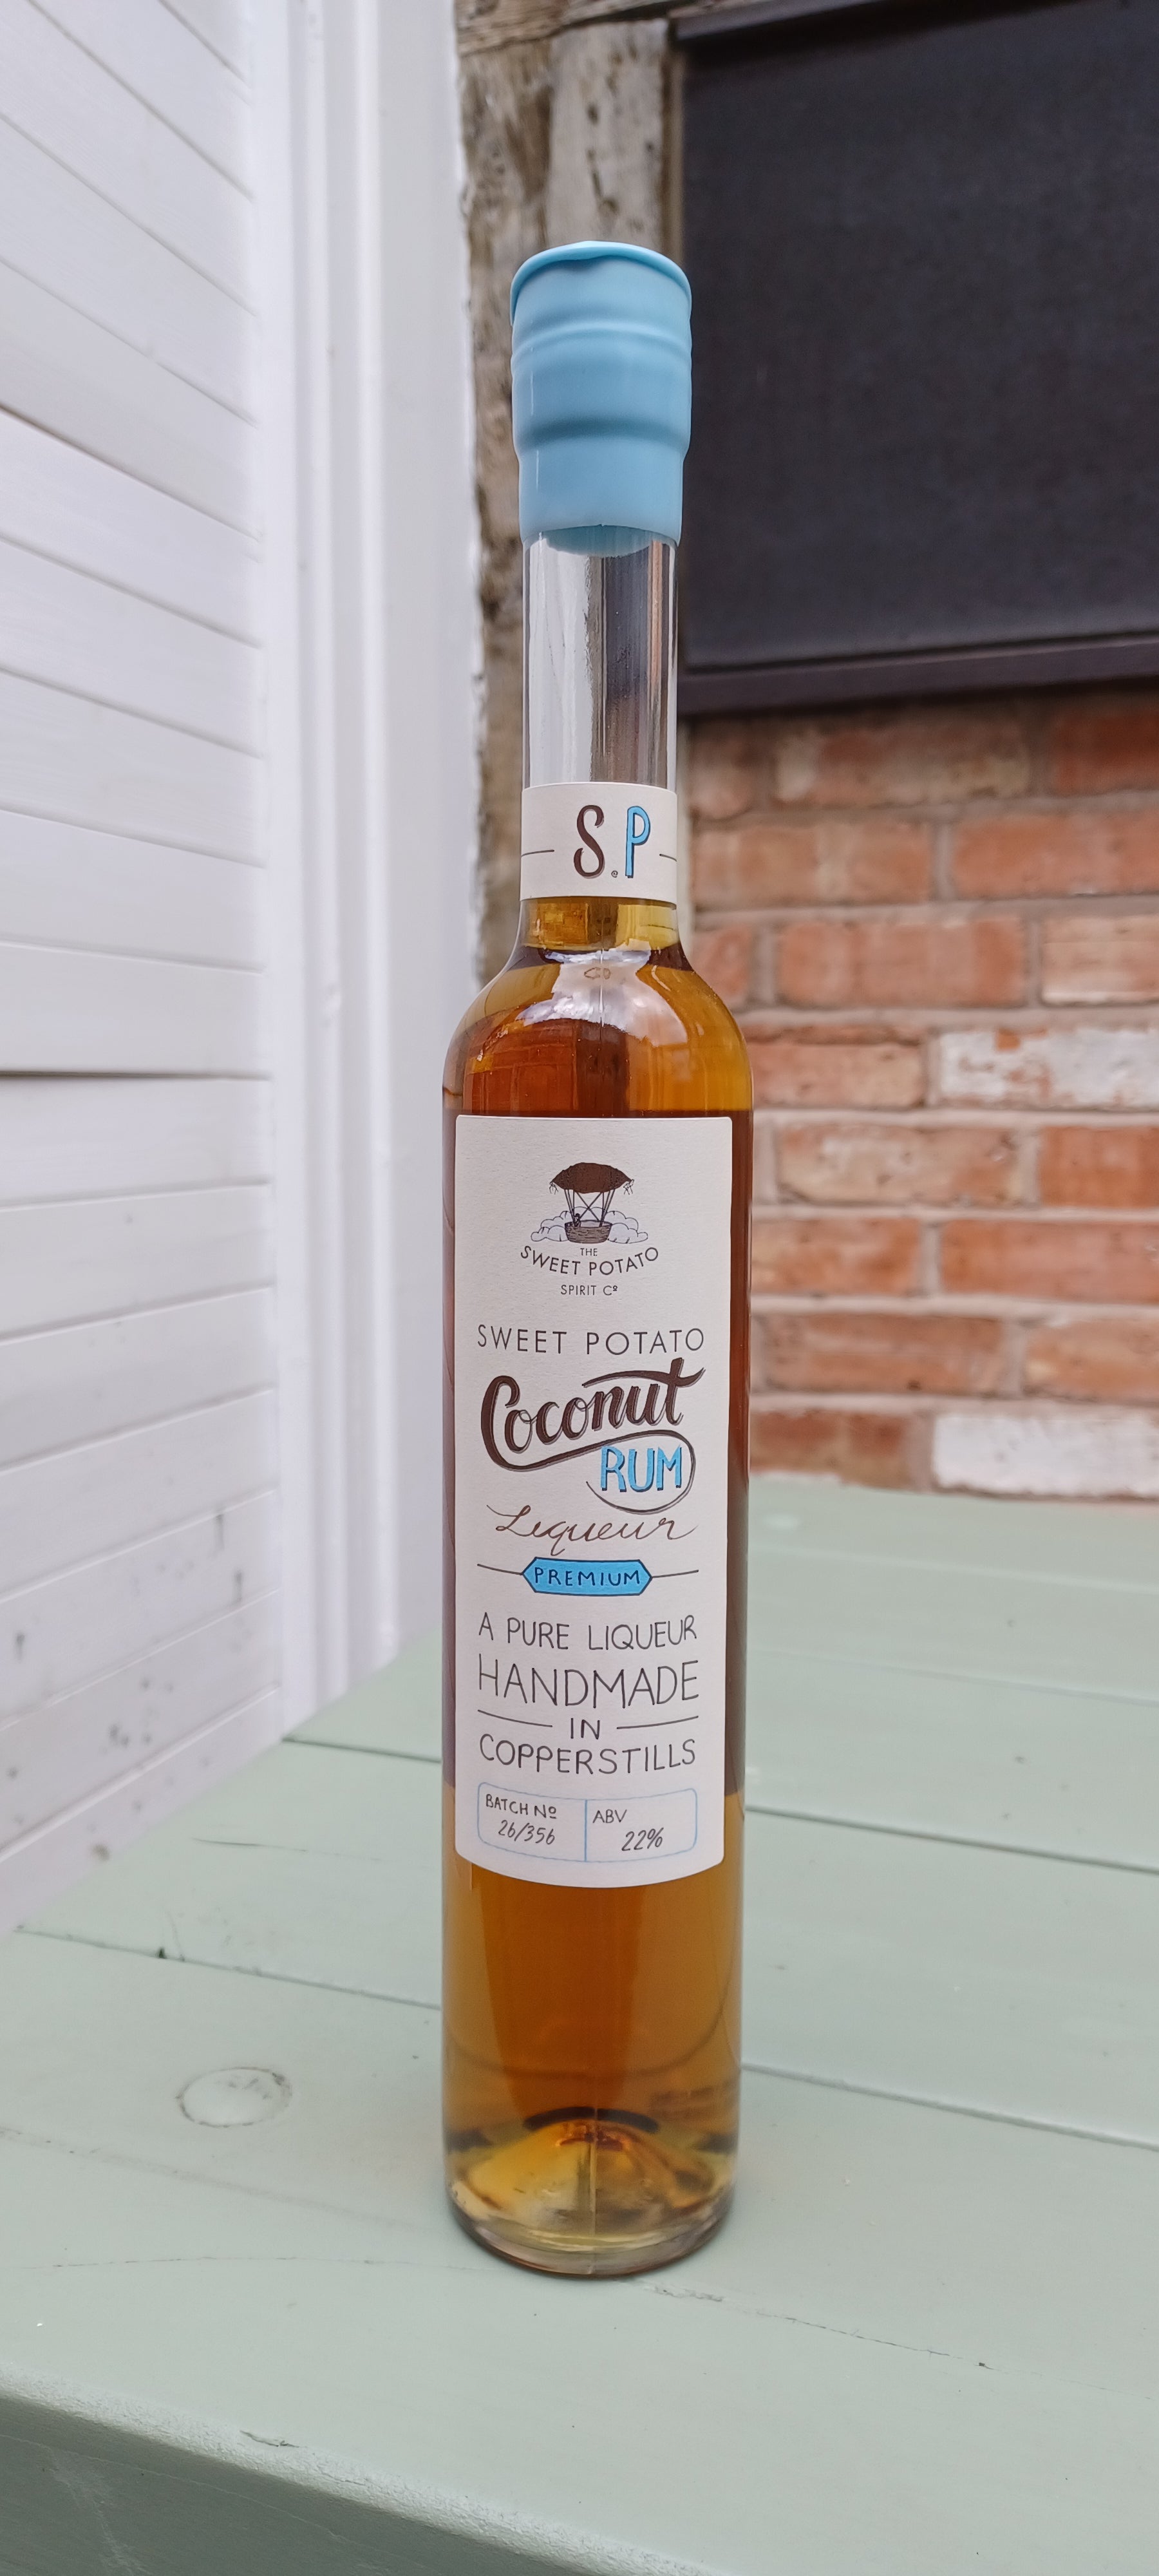 S.P
THE
SWEET POTATO
SPIRIT Cº
SWEET POTATO
Coconut
RUM
Liqueur
PREMIUM
A PURE LIQUEUR
HANDMADE
IN
COPPERSTILLS
BATCH Nº
26/356
ABV
22%